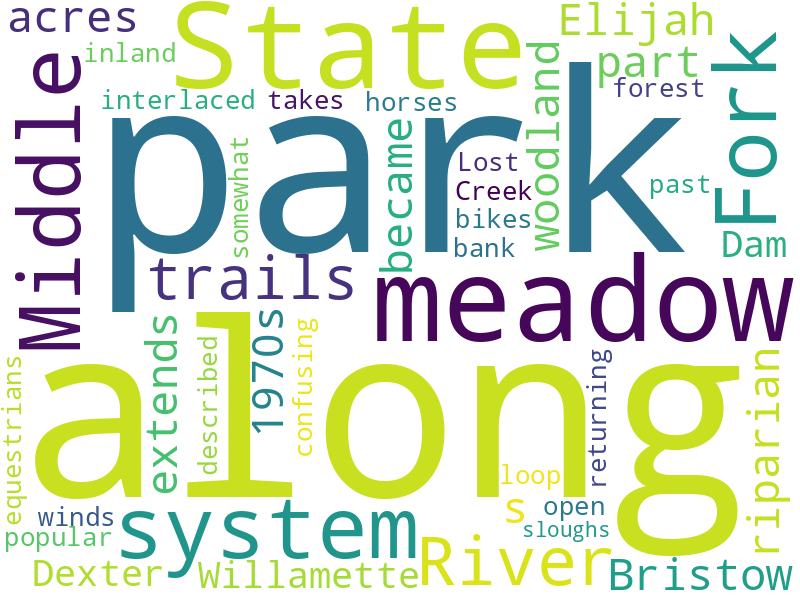 acres
State
Elijah
inland
part
Fork
Middle
interlaced
takes
horses
woodland
forest
park
somewhat
became
Lost
Creek
past
bikes
bank
Dam
trails
meadow
along
1970s
extends
described
confusing
equestrians
returning
riparian
loop
winds
system
s
open
sloughs
popular
River
Dexter
Willamette
Bristow